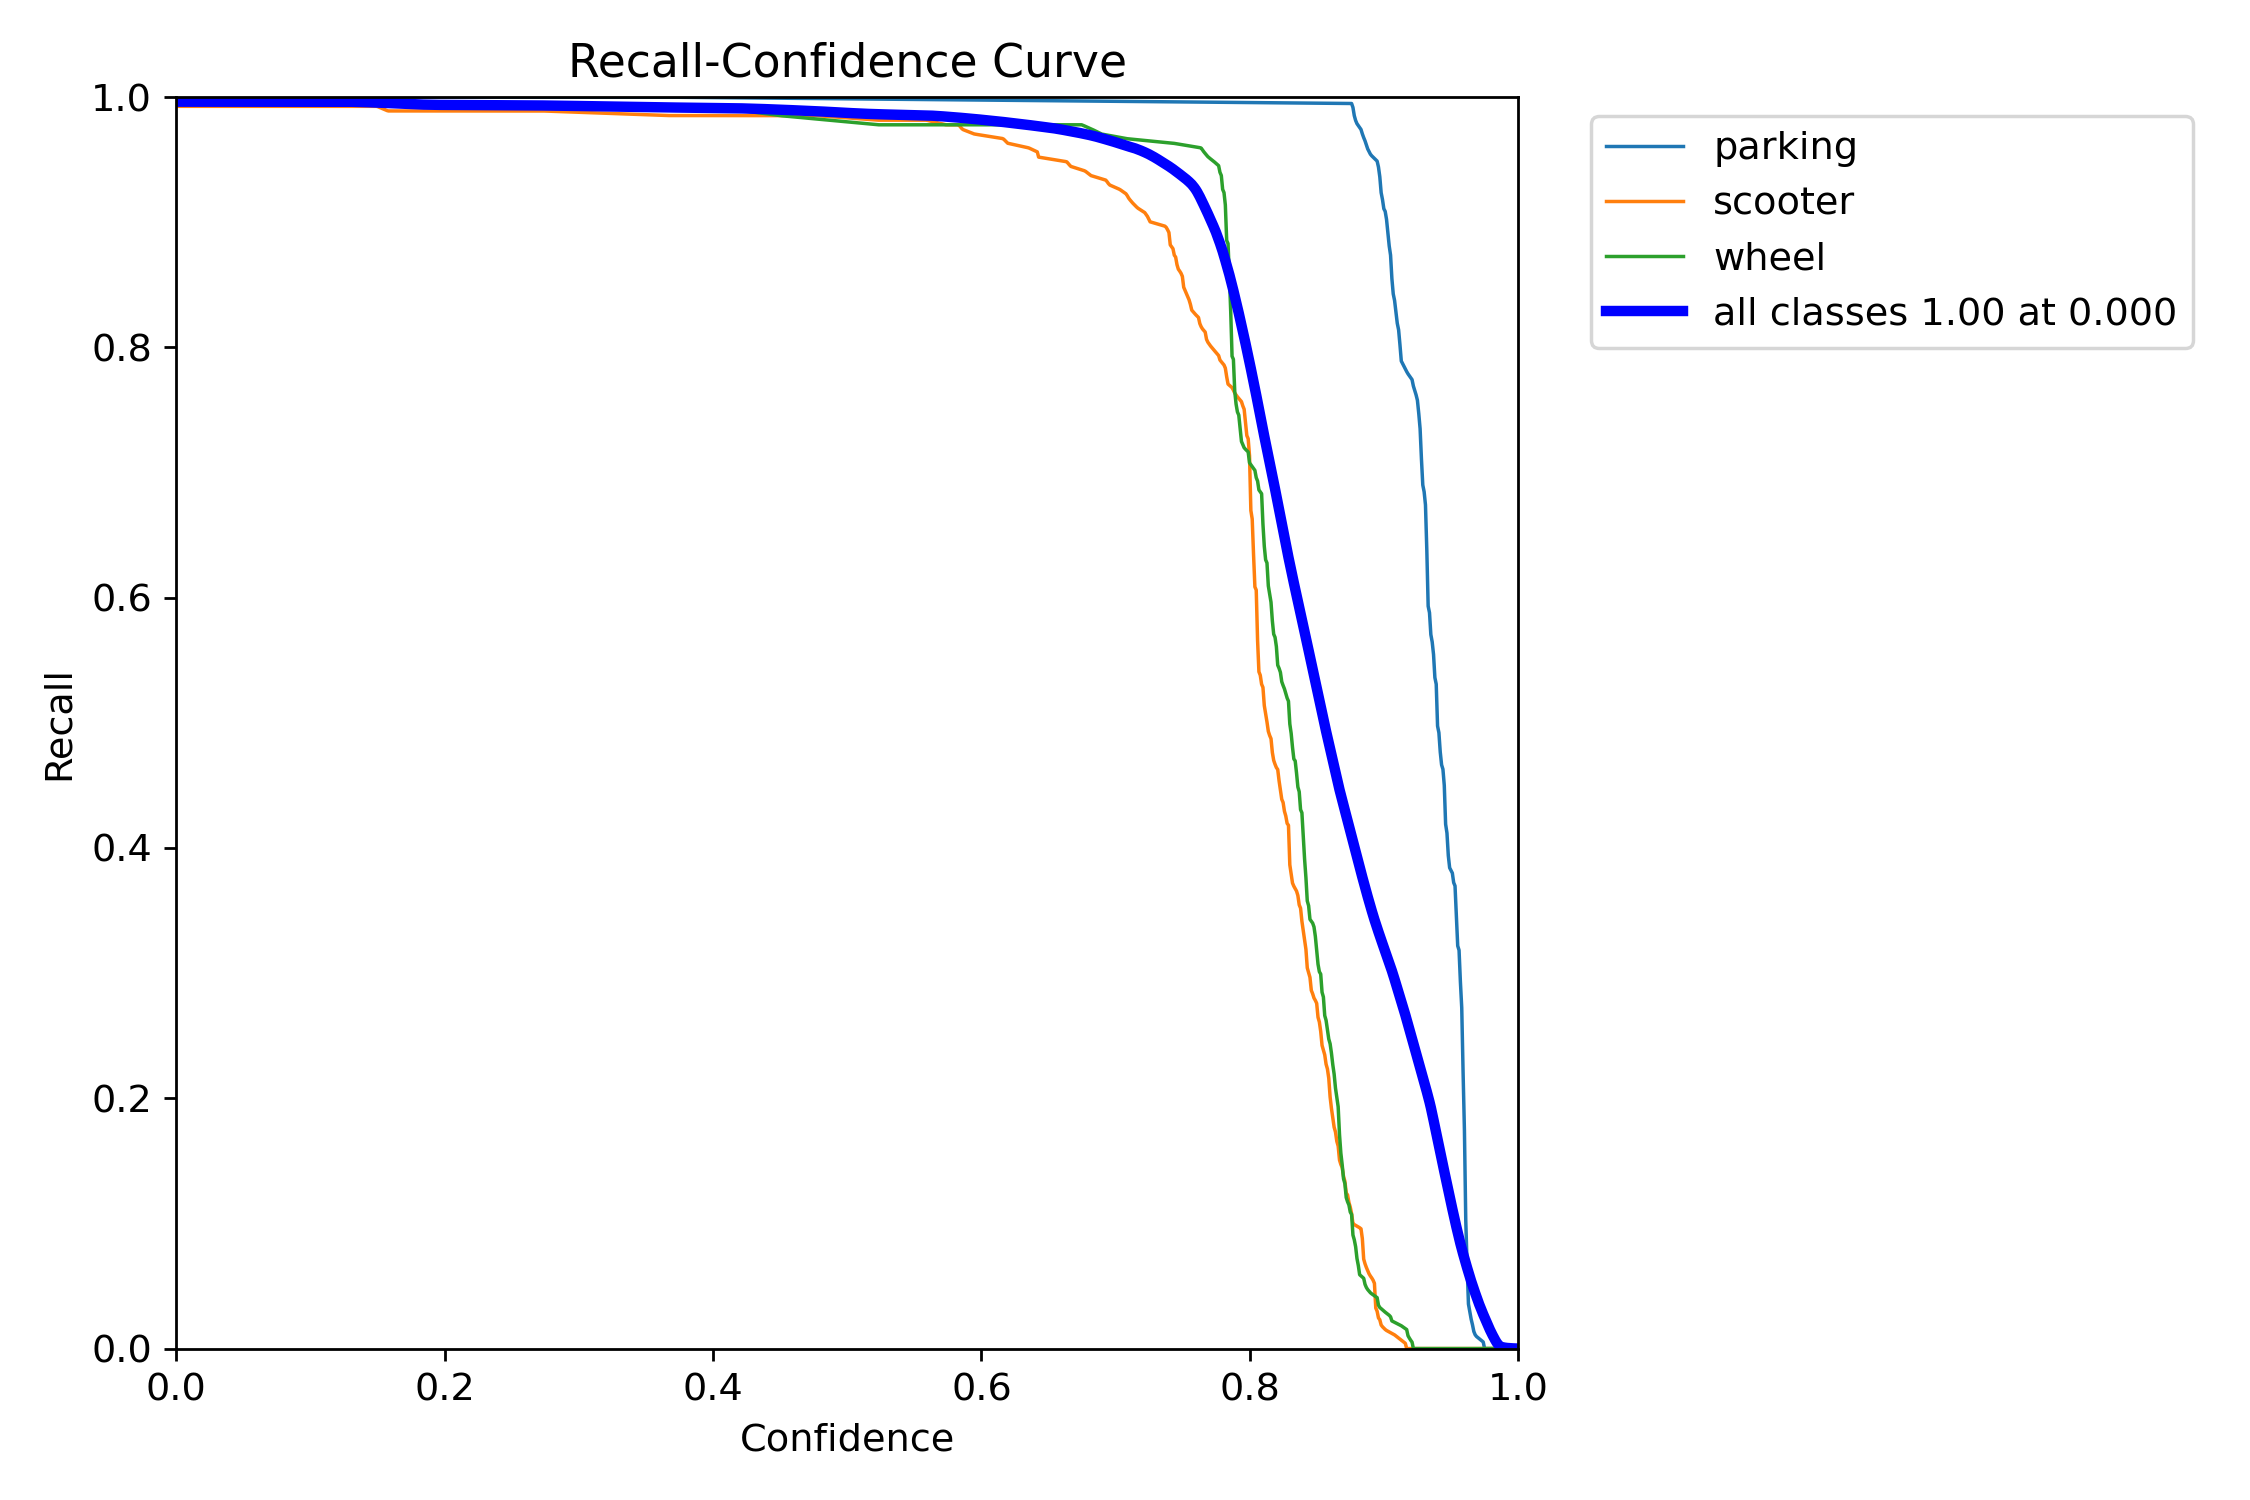 Recall-Confidence Curve
1.0
0.8
0.6
0.4
0.2
0.0
Recall
0.0 0.2 0.4 0.6 0.8 1.0
Confidence
parking
scooter
wheel
all classes 1.00 at 0.000